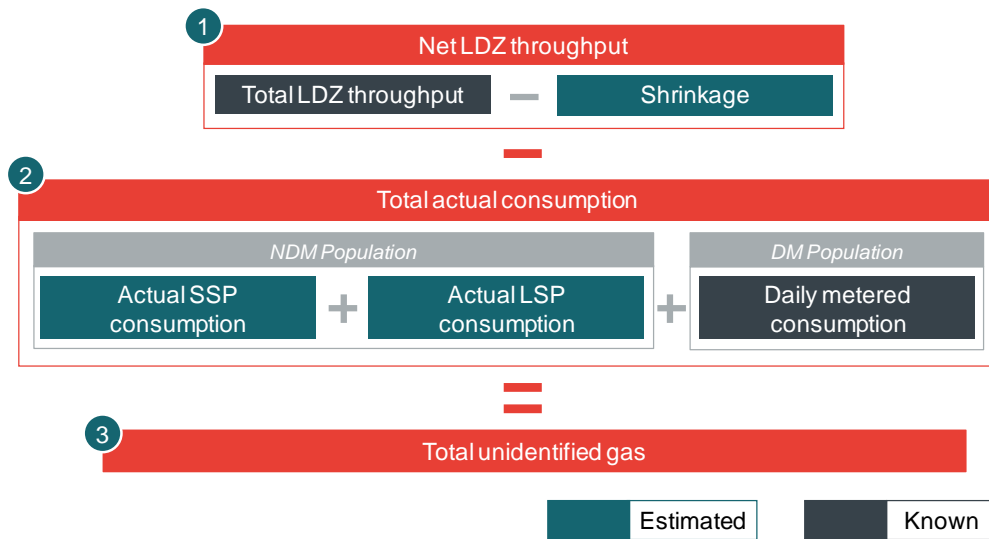 1
Net LDZ throughput
Total LDZ throughput – Shrinkage
–
2
Total actual consumption
NDM Population DM Population
Actual SSP consumption + Actual LSP consumption + Daily metered consumption
=
3
Total unidentified gas
Estimated Known